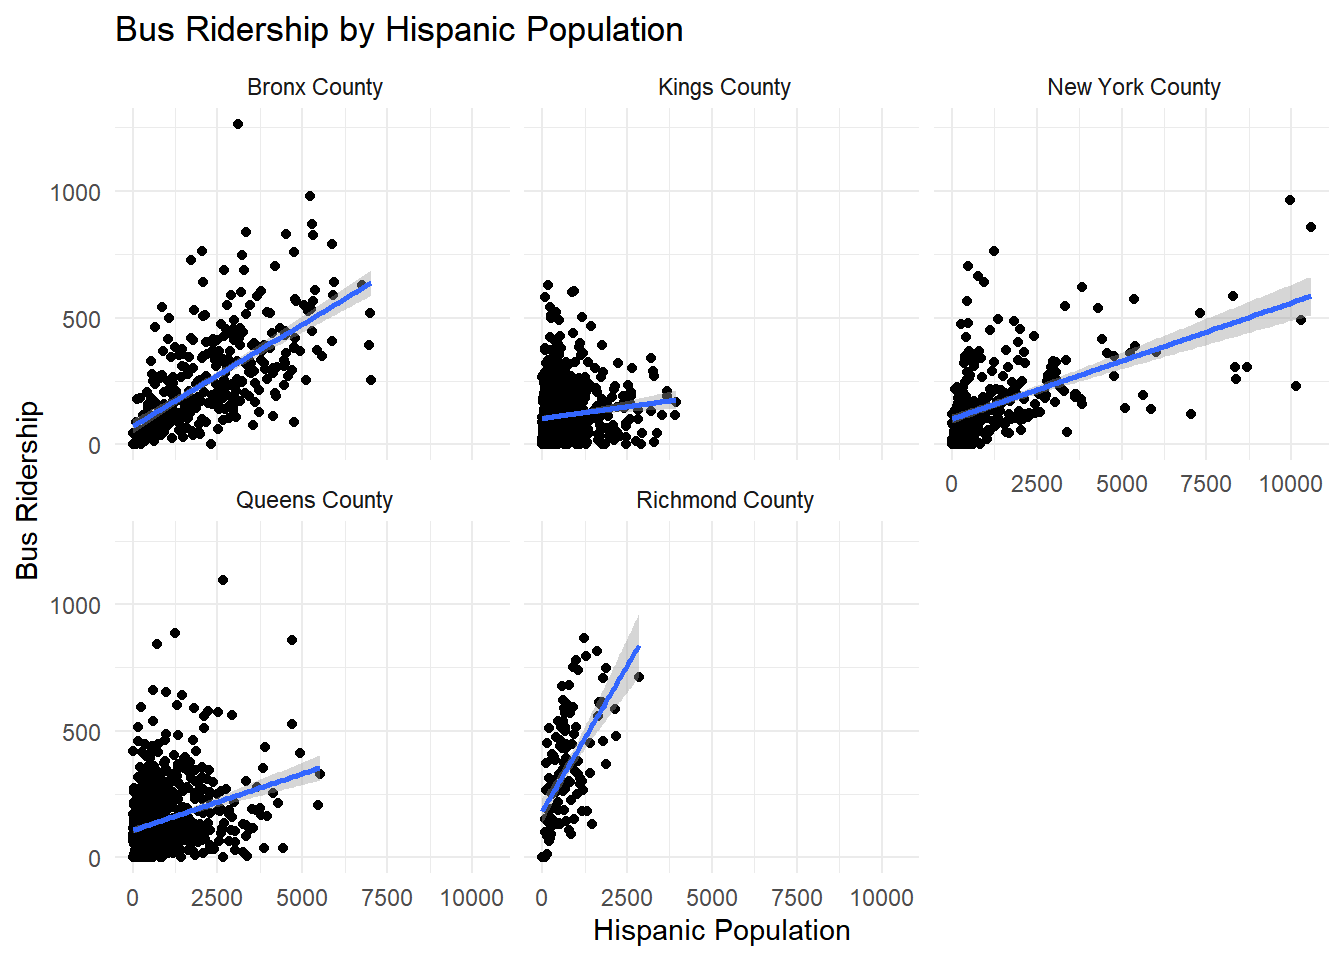 Bus Ridership by Hispanic Population
Bronx County
Kings County
New York County
1000
500
0
0 2500 5000 7500 10000
Queens County
Richmond County
Bus Ridership
1000
500
0
0 2500 5000 7500 10000
0 2500 5000 7500 10000
Hispanic Population